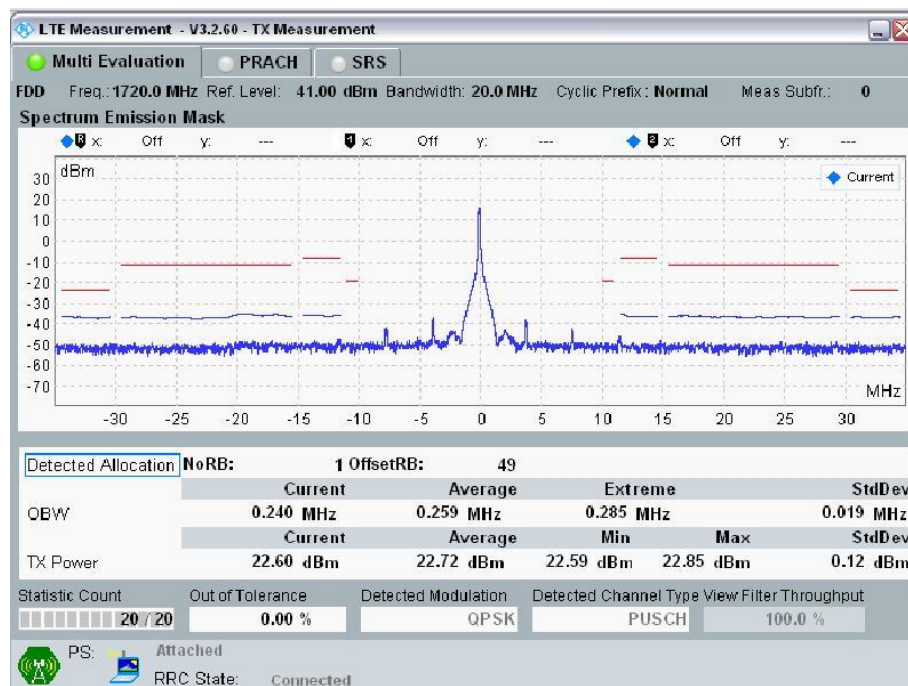 LTE Measurement - V3.2.60 - TX Measurement
Multi Evaluation PRACH SRS
FDD Freq.: 1720.0 MHz Ref. Level: 41.00 dBm Bandwidth: 20.0 MHz Cyclic Prefix: Normal Meas Subfr.: 0
Spectrum Emission Mask
R x: Off y: --- 1 x: Off y: --- 2 x: Off y: ---
dBm
Current
30
20
10
0
-10
-20
-30
-40
-50
-60
-70
MHz
-30 -25 -20 -15 -10 -5 0 5 10 15 20 25 30
Detected Allocation NoRB: 1 OffsetRB: 49
Current Average Extreme StdDev
OBW 0.240 MHz 0.259 MHz 0.285 MHz 0.019 MHz
Current Average Min Max StdDev
TX Power 22.60 dBm 22.72 dBm 22.59 dBm 22.85 dBm 0.12 dBm
Statistic Count Out of Tolerance Detected Modulation Detected Channel Type View Filter Throughput
20 / 20 0.00 % QPSK PUSCH 100.0 %
PS: Attached
RRC State: Connected